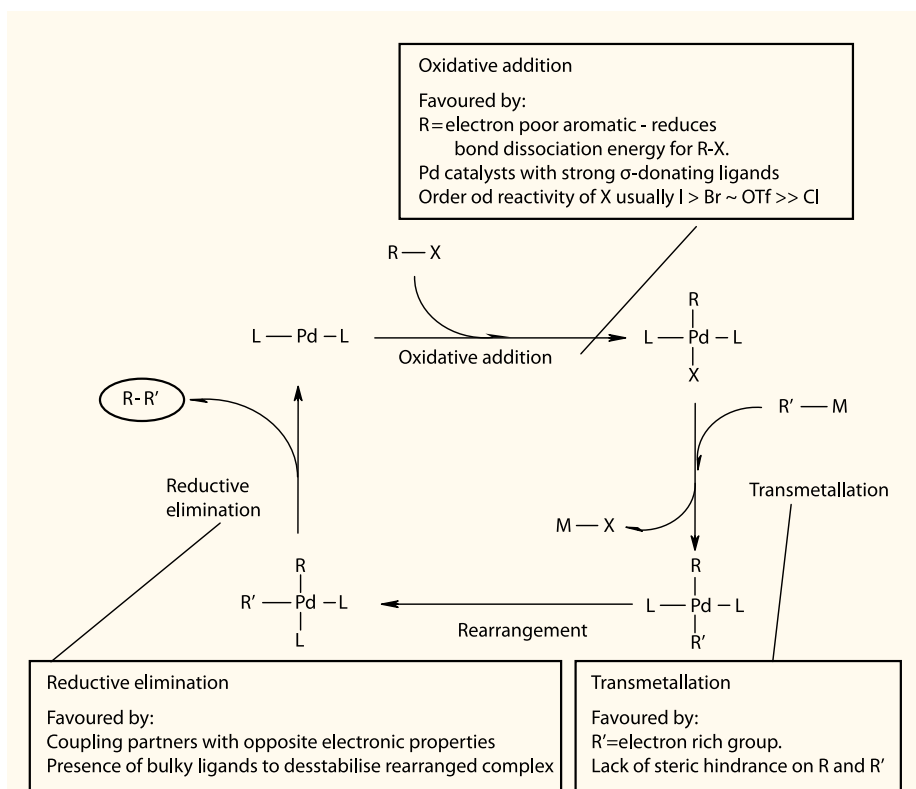 Oxidative addition
Favoured by:
R=electron poor aromatic - reduces
bond dissociation energy for R-X.
Pd catalysts with strong σ-donating ligands
Order od reactivity of X usually I > Br ~ OTf >> Cl
R — X
R
L — Pd – L
L — Pd – L
Oxidative addition
X
R- R’
R’ — M
Reductive
elimination
Transmetallation
M — X
R
R
R’ — Pd – L
L — Pd – L
Rearrangement
L
R’
Reductive elimination
Favoured by:
Coupling partners with opposite electronic properties
Presence of bulky ligands to desstabilise rearranged complex
Transmetallation
Favoured by:
R’=electron rich group.
Lack of steric hindrance on R and R’